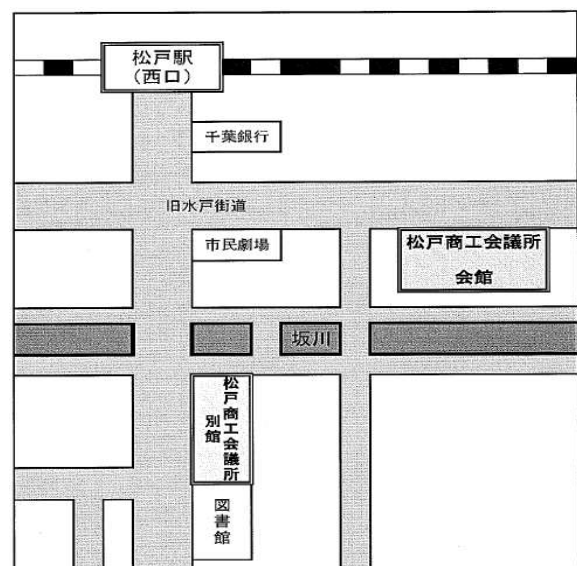 松戸駅
（西口）
千葉銀行
旧水戸街道
市民劇場
松戸商工会議所
会館
坂川
松戸商工会議所
別館
図書館